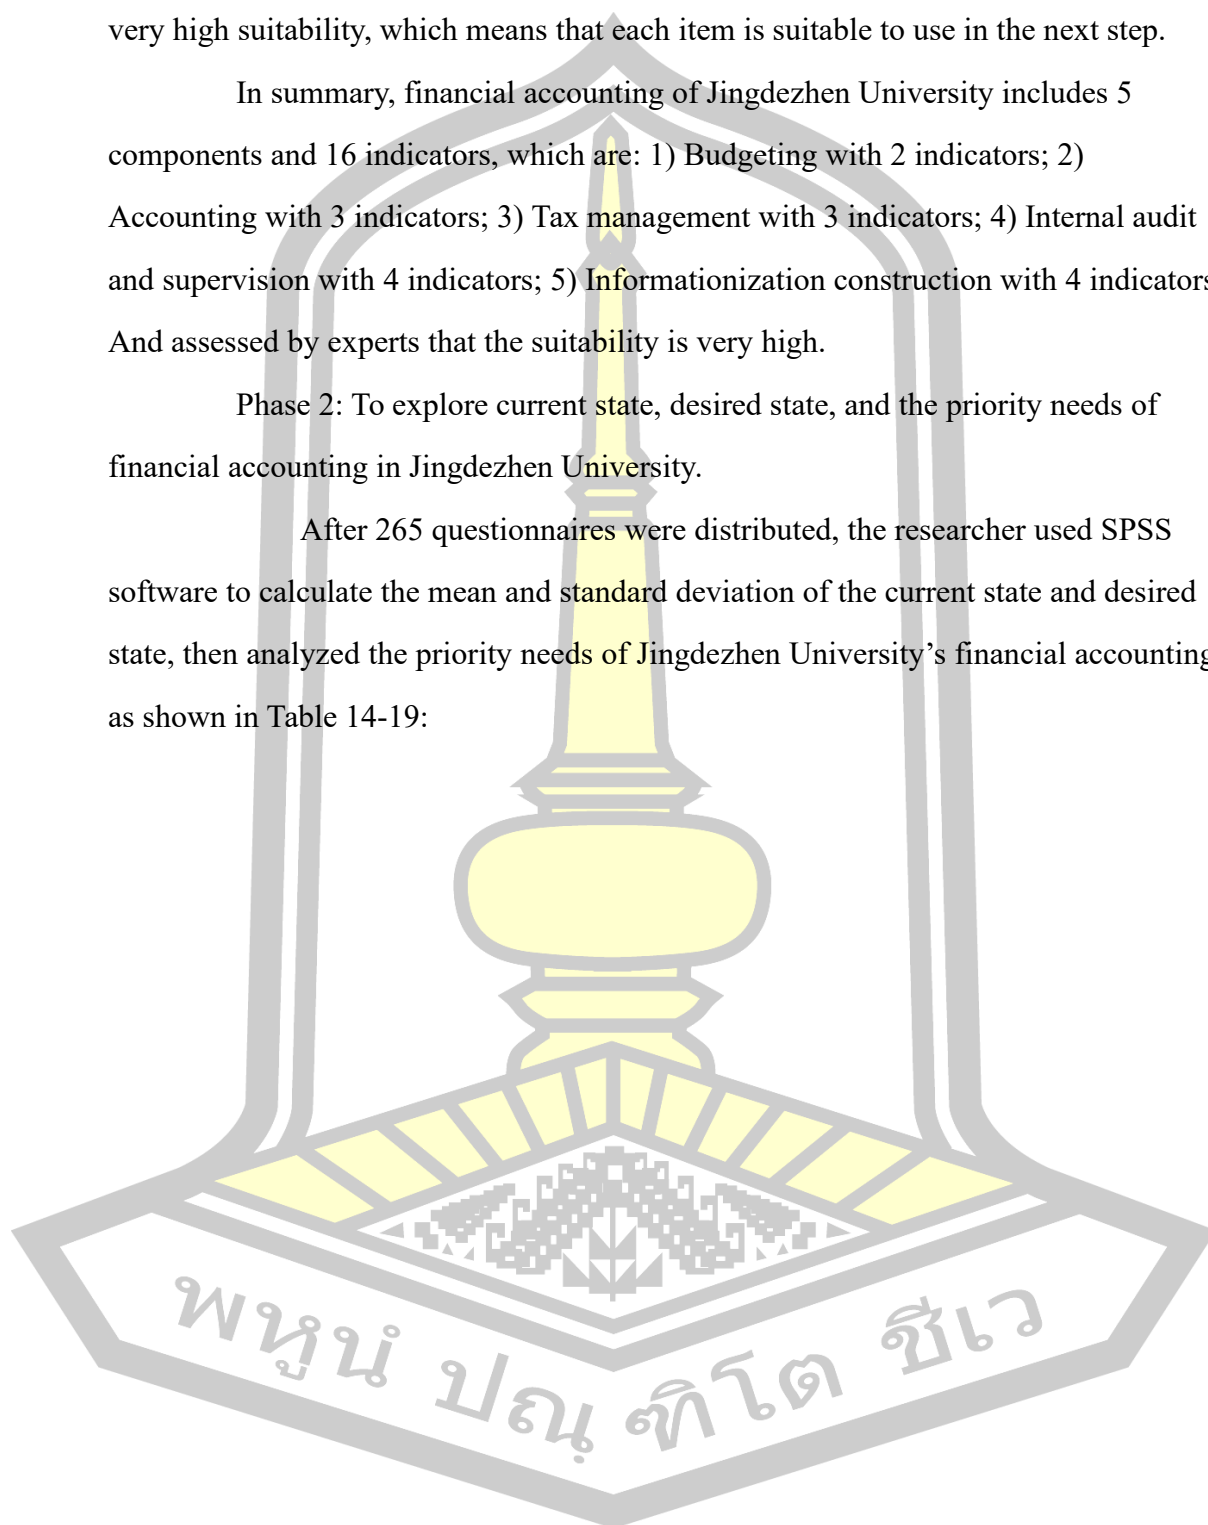 very high suitability, which means that each item is suitable to use in the next step.
In summary, financial accounting of Jingdezhen University includes 5
components and 16 indicators, which are: 1) Budgeting with 2 indicators; 2)
Accounting with 3 indicators; 3) Tax management with 3 indicators; 4) Internal audit
and supervision with 4 indicators; 5) Informationization construction with 4 indicators
And assessed by experts that the suitability is very high.
Phase 2: To explore current state, desired state, and the priority needs of
financial accounting in Jingdezhen University.
After 265 questionnaires were distributed, the researcher used SPSS
software to calculate the mean and standard deviation of the current state and desired
state, then analyzed the priority needs of Jingdezhen University’s financial accounting
as shown in Table 14-19:
พหูนํ ปณฺฑิโต ชีเว